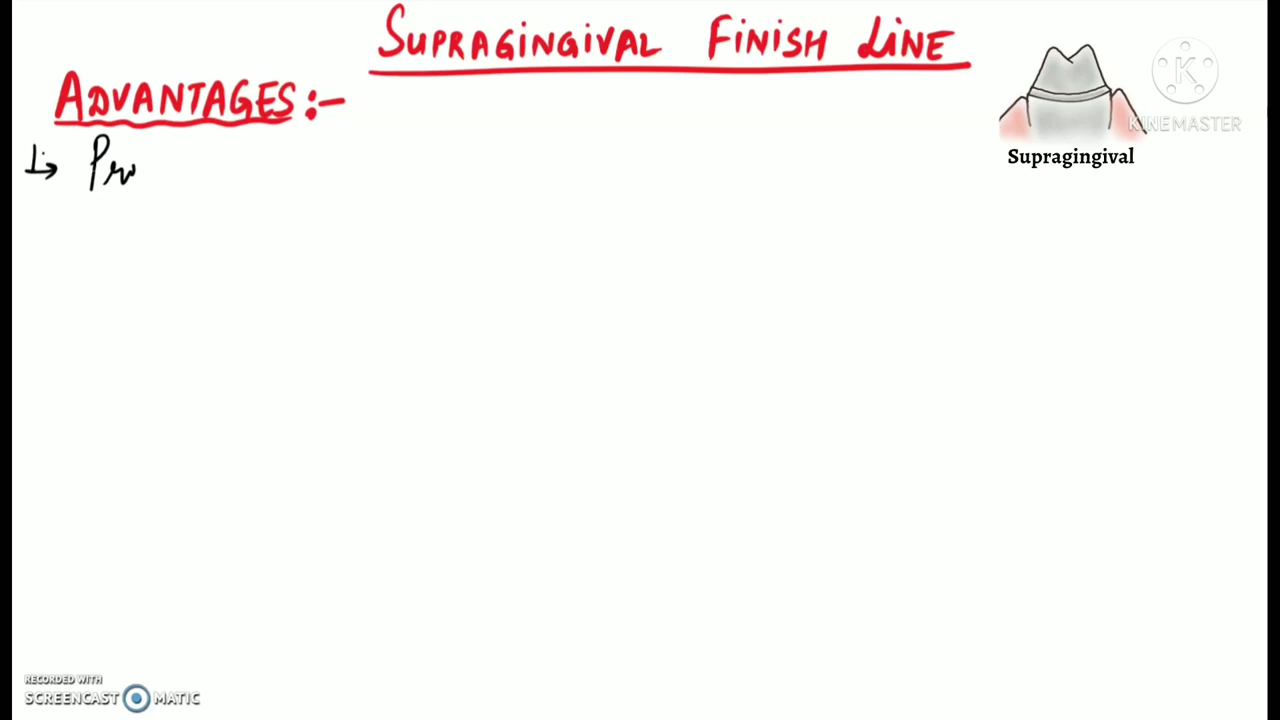 SUPRAGINGIVAL FINISH LINE
ADVANTAGES:-
↳ Pr
K
KINEMASTER
Supragingival
RECORDED WITH
SCREENCAST MATIC